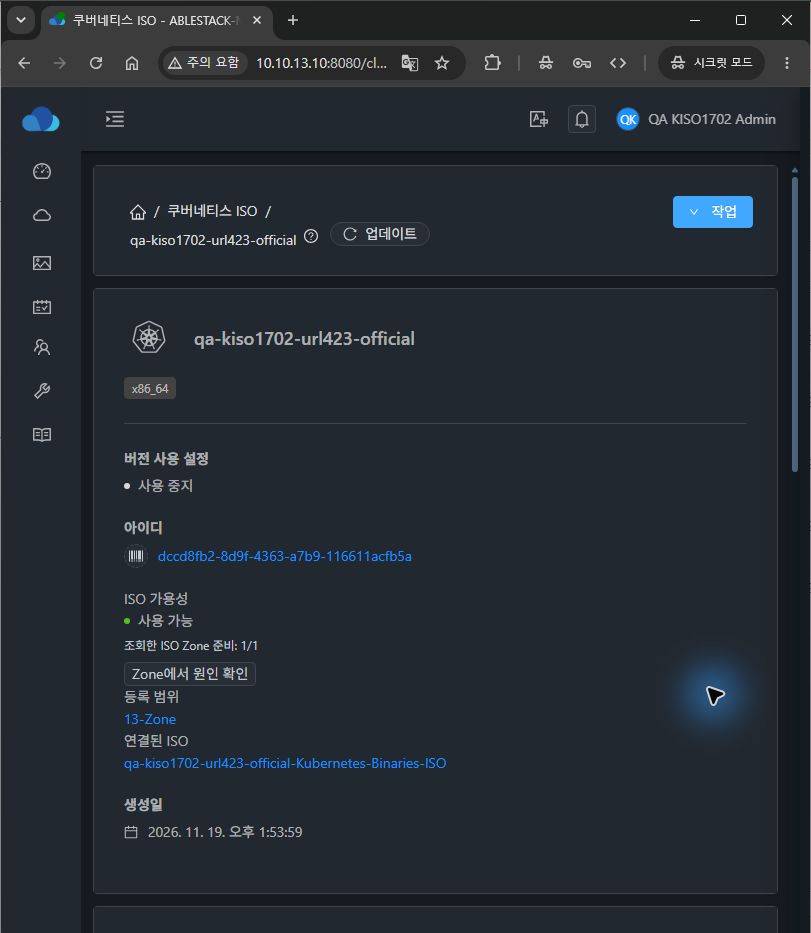 쿠버네티스 ISO - ABLESTACK-
주의 요함
10.10.13.10:8080/cl...
시크릿 모드
QK
QA KISO1702 Admin
/ 쿠버네티스 ISO /
qa-kiso1702-url423-official
업데이트
작업
qa-kiso1702-url423-official
x86_64
버전 사용 설정
사용 중지
아이디
dccd8fb2-8d9f-4363-a7b9-116611acfb5a
ISO 가용성
사용 가능
조회한 ISO Zone 준비: 1/1
Zone에서 원인 확인
등록 범위
13-Zone
연결된 ISO
qa-kiso1702-url423-official-Kubernetes-Binaries-ISO
생성일
2026. 11. 19. 오후 1:53:59